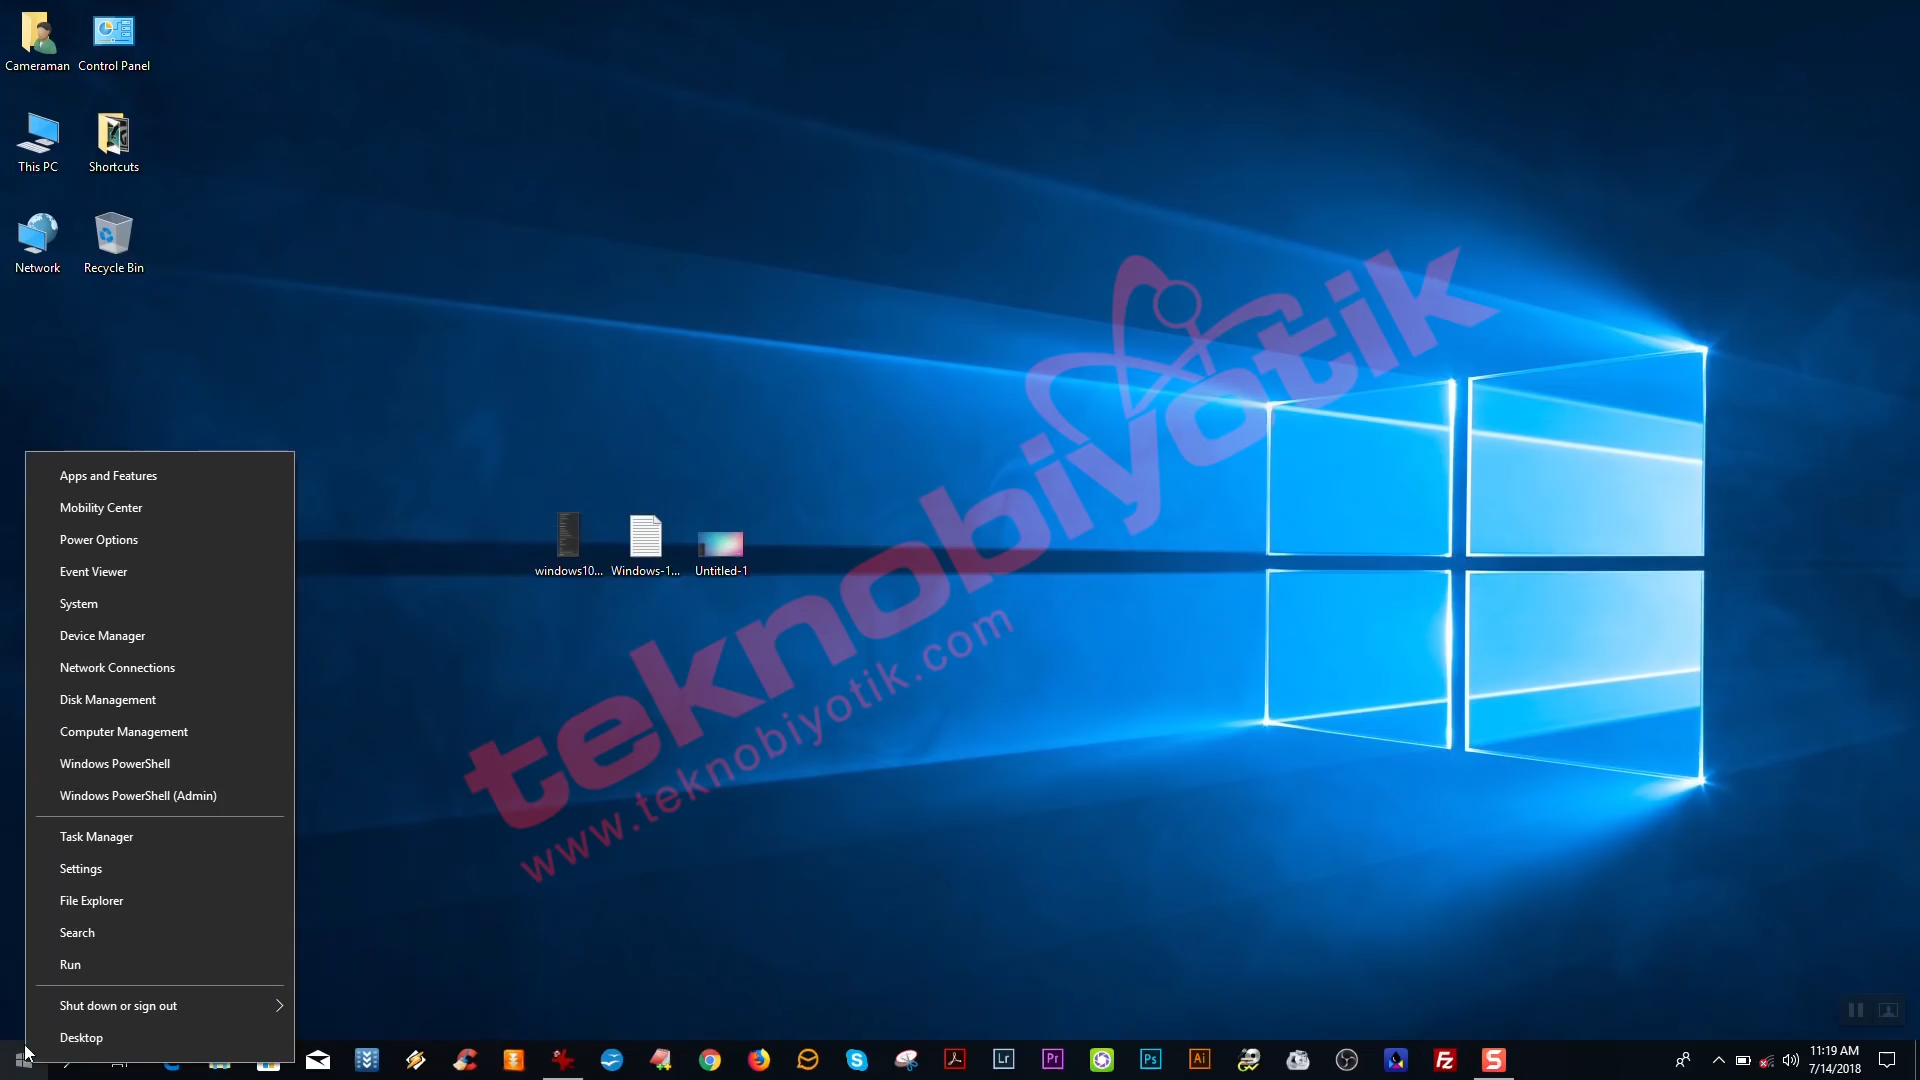 Cameraman
Control Panel
This PC
Shortcuts
Network
Recycle Bin
windows10...
Windows-1...
Untitled-1
teknobiyotik
www.teknobiyotik.com
Apps and Features
Mobility Center
Power Options
Event Viewer
System
Device Manager
Network Connections
Disk Management
Computer Management
Windows PowerShell
Windows PowerShell (Admin)
Task Manager
Settings
File Explorer
Search
Run
Shut down or sign out
Desktop
Lr
Pr
Ps
Ai
Fz
S
11:19 AM
7/14/2018